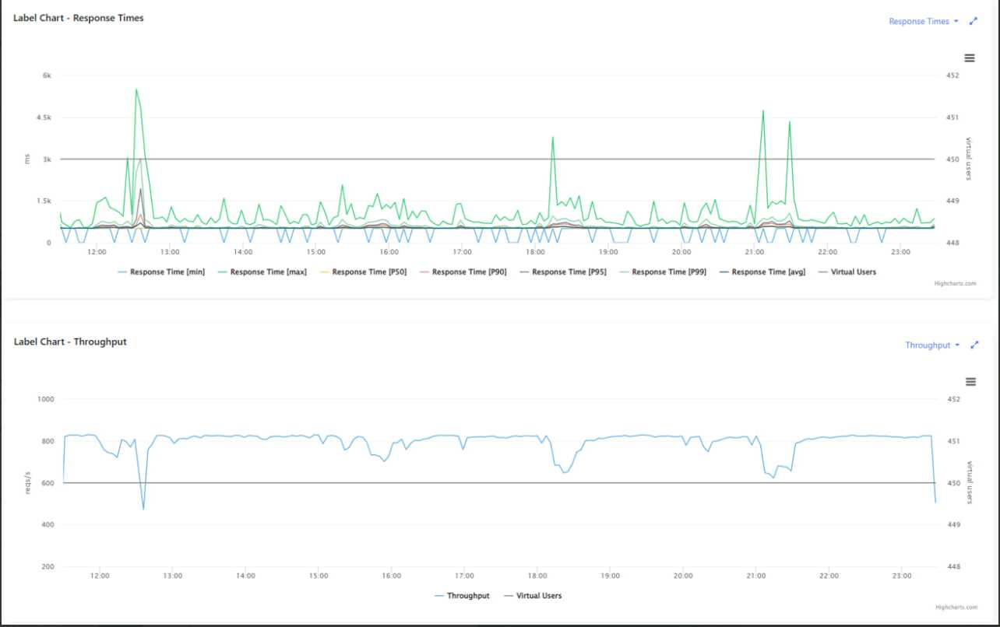 Label Chart - Response Times
Response Times
6k
452
4.5k
451
ms
3k
450
virtual users
1.5k
449
0
448
12:00 13:00 14:00 15:00 16:00 17:00 18:00 19:00 20:00 21:00 22:00 23:00
Response Time [min] Response Time [max] Response Time [P50] Response Time [P90] Response Time [P95] Response Time [P99] Response Time [avg] Virtual Users
Highcharts.com
Label Chart - Throughput
Throughput
1000
452
800
451
reqs/s
600
450
virtual users
400
449
200
448
12:00 13:00 14:00 15:00 16:00 17:00 18:00 19:00 20:00 21:00 22:00 23:00
Throughput Virtual Users
Highcharts.com